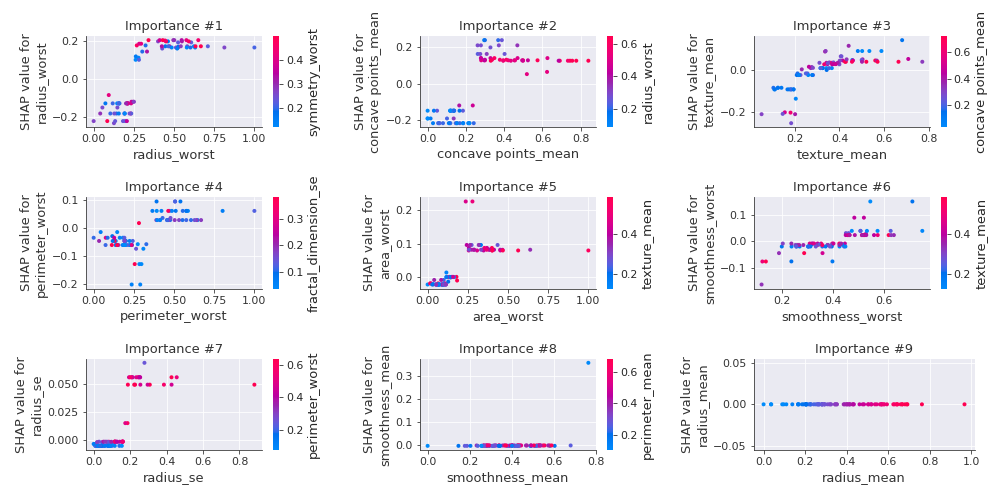 Importance #1
SHAP value for
radius_worst
0.2
0.0
−0.2
0.00 0.25 0.50 0.75 1.00
radius_worst
0.4
0.3
0.2
symmetry_worst
Importance #2
SHAP value for
concave points_mean
0.2
0.0
−0.2
0.0 0.2 0.4 0.6 0.8
concave points_mean
0.6
0.4
0.2
radius_worst
Importance #3
SHAP value for
texture_mean
0.0
−0.2
0.2 0.4 0.6 0.8
texture_mean
0.6
0.4
0.2
concave points_mean
Importance #4
SHAP value for
perimeter_worst
0.1
0.0
−0.1
−0.2
0.00 0.25 0.50 0.75 1.00
perimeter_worst
0.3
0.2
0.1
fractal_dimension_se
Importance #5
SHAP value for
area_worst
0.2
0.1
0.0
0.00 0.25 0.50 0.75 1.00
area_worst
0.4
0.2
texture_mean
Importance #6
SHAP value for
smoothness_worst
0.1
0.0
−0.1
0.2 0.4 0.6
smoothness_worst
0.4
0.2
texture_mean
Importance #7
SHAP value for
radius_se
0.050
0.025
0.000
0.0 0.2 0.4 0.6 0.8
radius_se
0.6
0.4
0.2
perimeter_worst
Importance #8
SHAP value for
smoothness_mean
0.3
0.2
0.1
0.0
0.0 0.2 0.4 0.6 0.8
smoothness_mean
0.6
0.4
0.2
perimeter_mean
Importance #9
SHAP value for
radius_mean
0.05
0.00
−0.05
0.0 0.2 0.4 0.6 0.8 1.0
radius_mean